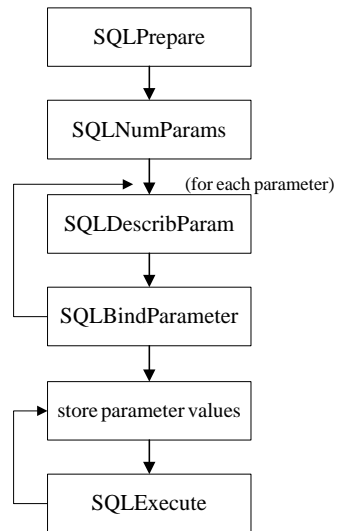 SQLPrepare
SQLNumParams
(for each parameter)
SQLDescribParam
SQLBindParameter
store parameter values
SQLExecute